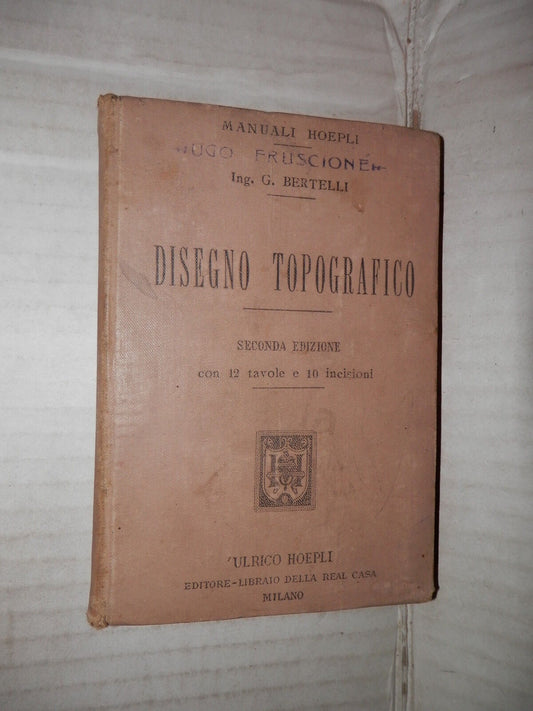 MANUALI HOEPLI
UGO FRUSCIONE
Ing. G. BERTELLI
DISEGNO TOPOGRAFICO
SECONDA EDIZIONE
con 12 tavole e 10 incisioni
ULRICO HOEPLI
EDITORE-LIBRAIO DELLA REAL CASA
MILANO